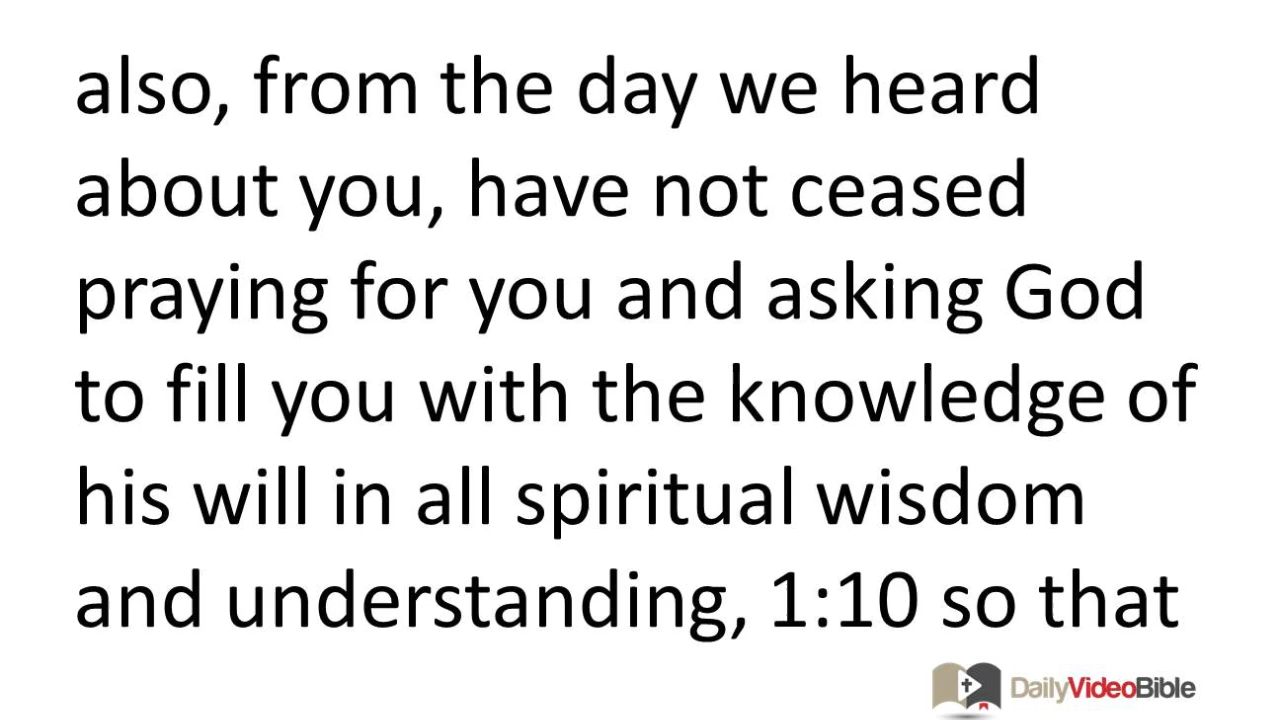 also, from the day we heard
about you, have not ceased
praying for you and asking God
to fill you with the knowledge of
his will in all spiritual wisdom
and understanding, 1:10 so that
DailyVideoBible